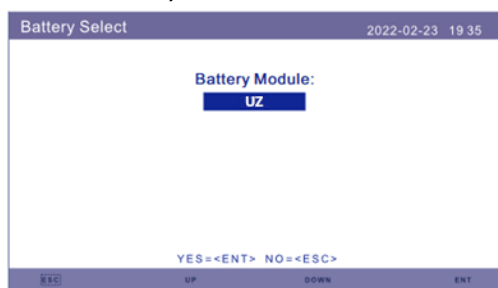 Battery Select 2022-02-23 19 35
Battery Module:
UZ
YES=<ENT> NO=<ESC>
ESC UP DOWN ENT